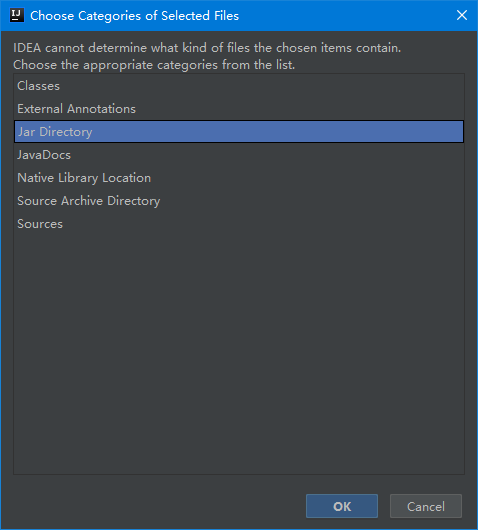 IJ
Choose Categories of Selected Files
IDEA cannot determine what kind of files the chosen items contain.
Choose the appropriate categories from the list.
Classes
External Annotations
Jar Directory
JavaDocs
Native Library Location
Source Archive Directory
Sources
OK
Cancel